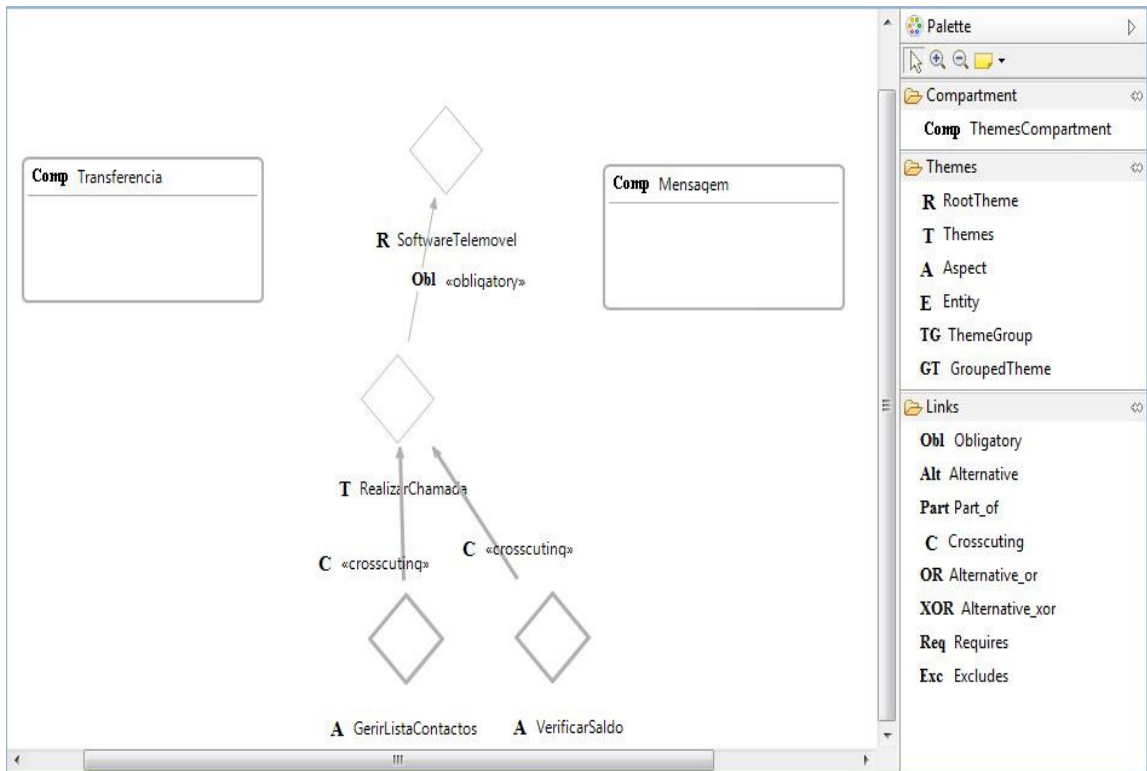 Comp Transferencia
Comp Mensagem
R SoftwareTelemovel
Obl «obligatory»
T RealizarChamada
C «crosscuting»
C «crosscuting»
A GerirListaContactos
A VerificarSaldo
Palette
Compartment
Comp ThemesCompartment
Themes
R RootTheme
T Themes
A Aspect
E Entity
TG ThemeGroup
GT GroupedTheme
Links
Obl Obligatory
Alt Alternative
Part Part_of
C Crosscuting
OR Alternative_or
XOR Alternative_xor
Req Requires
Exc Excludes